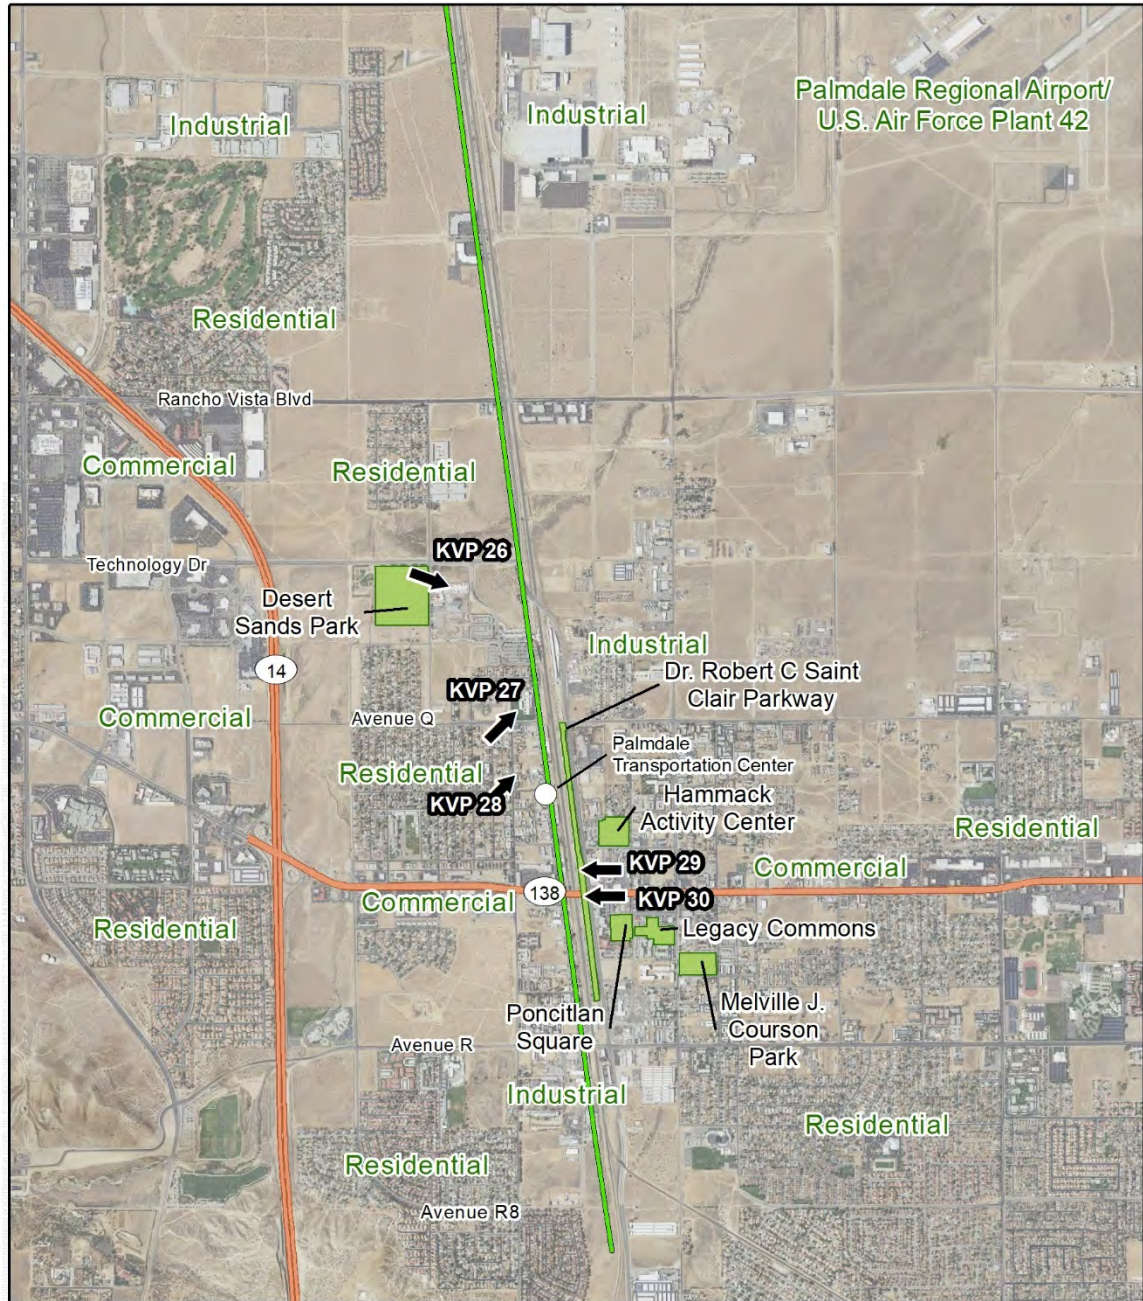 Palmdale Regional Airport/
U.S. Air Force Plant 42
Industrial
Industrial
Residential
Rancho Vista Blvd
Commercial
Residential
KVP 26
Technology Dr
Desert
Sands Park
Industrial
14
Dr. Robert C Saint
Clair Parkway
KVP 27
Commercial
Avenue Q
Palmdale
Transportation Center
Residential
KVP 28
Hammack
Activity Center
Residential
KVP 29
Commercial
138
KVP 30
Commercial
Residential
Legacy Commons
Poncitlan
Square
Melville J.
Courson
Park
Avenue R
Industrial
Residential
Residential
Avenue R8